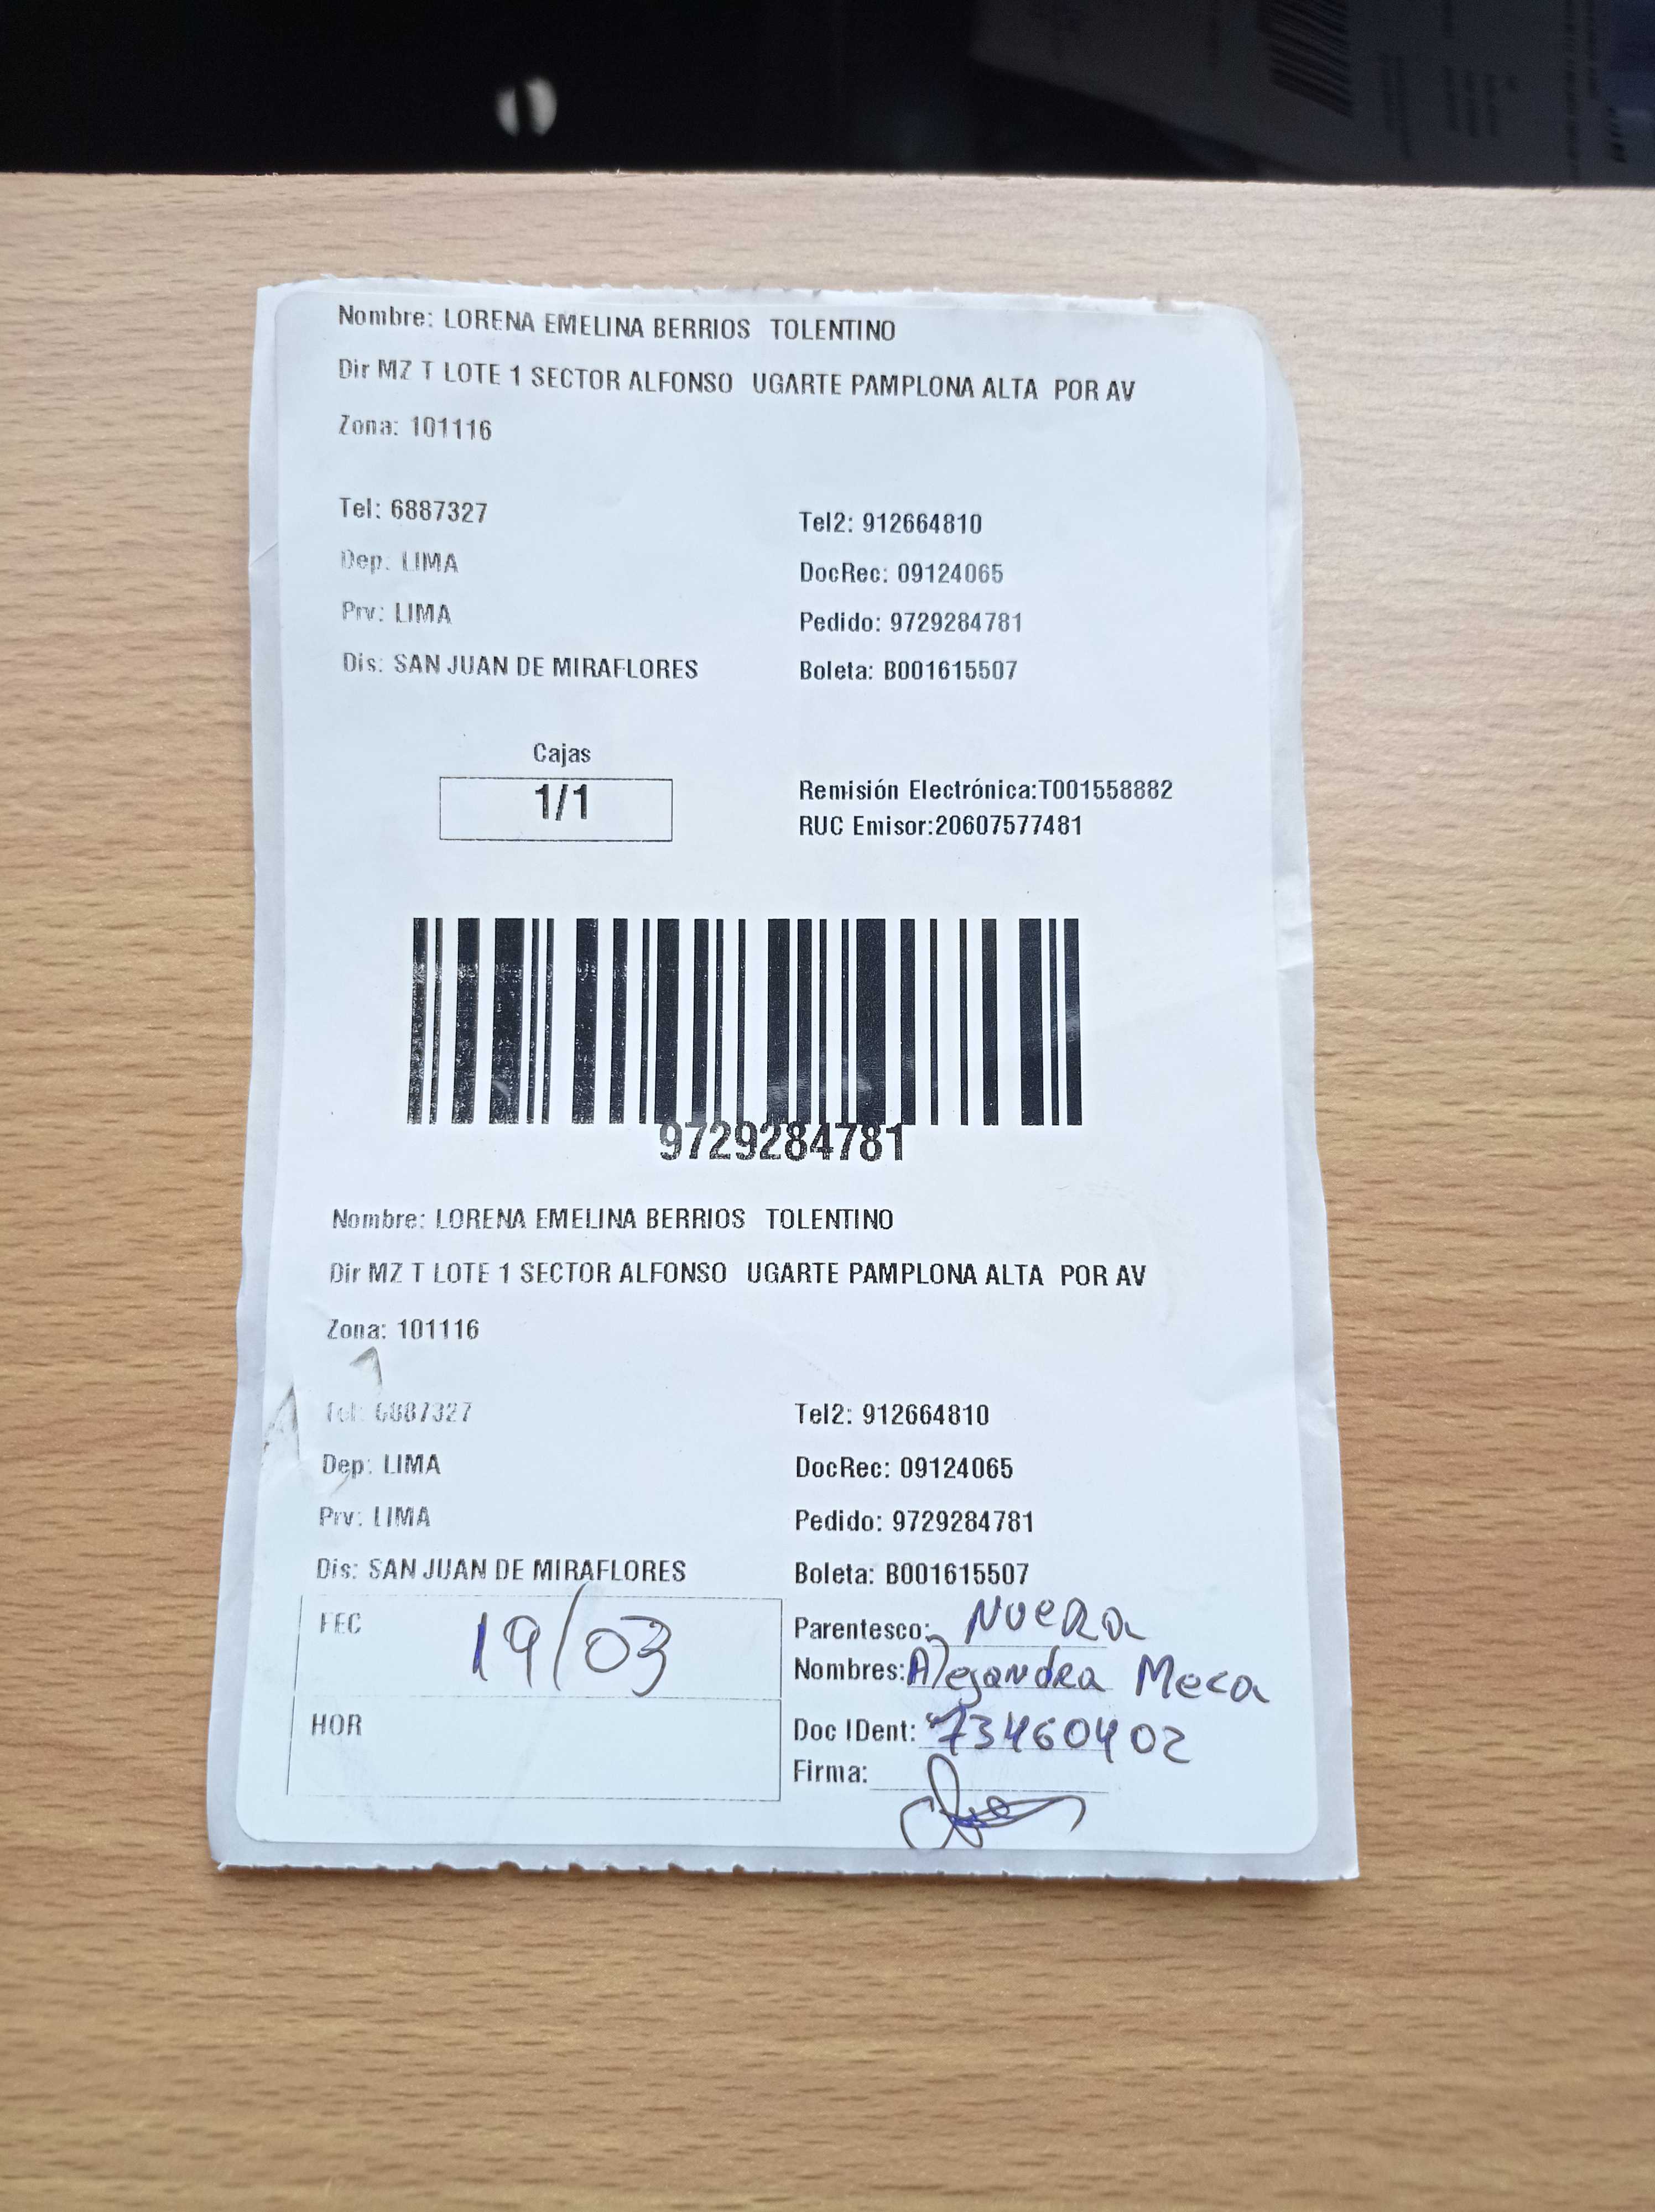 Nombre: LORENA EMELINA BERRIOS TOLENTINO
Dir MZ T LOTE 1 SECTOR ALFONSO UGARTE PAMPLONA ALTA POR AV
Zona: 101116
Tel: 6887327 Tel2: 912664810
Dep: LIMA DocRec: 09124065
Prv: LIMA Pedido: 9729284781
Dis: SAN JUAN DE MIRAFLORES Boleta: B001615507
Cajas
1/1
Remisión Electrónica:T001558882
RUC Emisor:20607577481
9729284781
Nombre: LORENA EMELINA BERRIOS TOLENTINO
Dir MZ T LOTE 1 SECTOR ALFONSO UGARTE PAMPLONA ALTA POR AV
Zona: 101116
Tel: 6887327 Tel2: 912664810
Dep: LIMA DocRec: 09124065
Prv: LIMA Pedido: 9729284781
Dis: SAN JUAN DE MIRAFLORES Boleta: B001615507
FEC 19/03
Parentesco: NUERA
Nombres: Alejandra Meca
HOR
Doc IDent: 73460402
Firma: